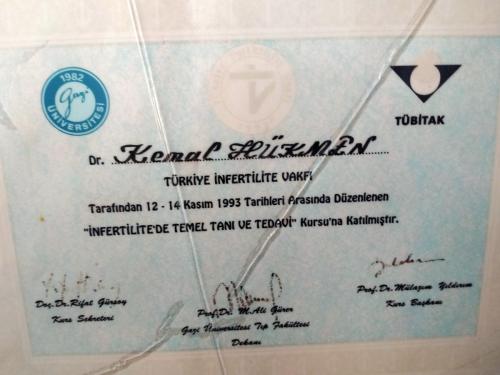 1982
Gazi
ÜNİVERSİTESİ
TÜBİTAK
Dr. Kemal HÜKMEN
TÜRKİYE İNFERTİLİTE VAKFI
Tarafından 12 - 14 Kasım 1993 Tarihleri Arasında Düzenlenen
"İNFERTİLİTE'DE TEMEL TANI VE TEDAVİ" Kursu'na Katılmıştır.
Doç.Dr.Rifat Gürsoy
Kurs Sekreteri
Prof.Dr. M.Ali Gürer
Gazi Üniversitesi Tıp Fakültesi
Dekanı
Prof.Dr.Mülazım Yıldırım
Kurs Başkanı